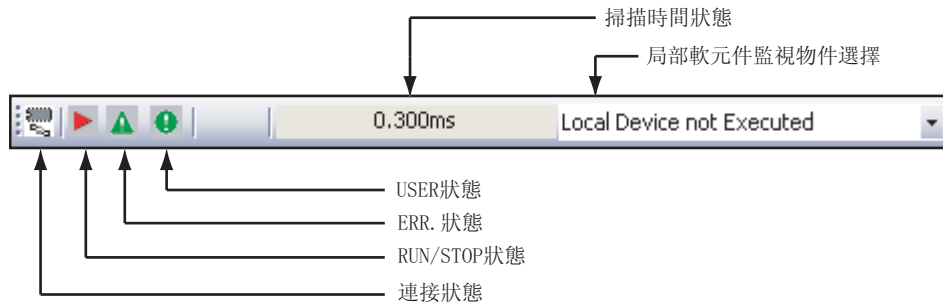 掃描時間狀態
局部軟元件監視物件選擇
0.300ms Local Device not Executed
USER狀態
ERR.狀態
RUN/STOP狀態
連接狀態